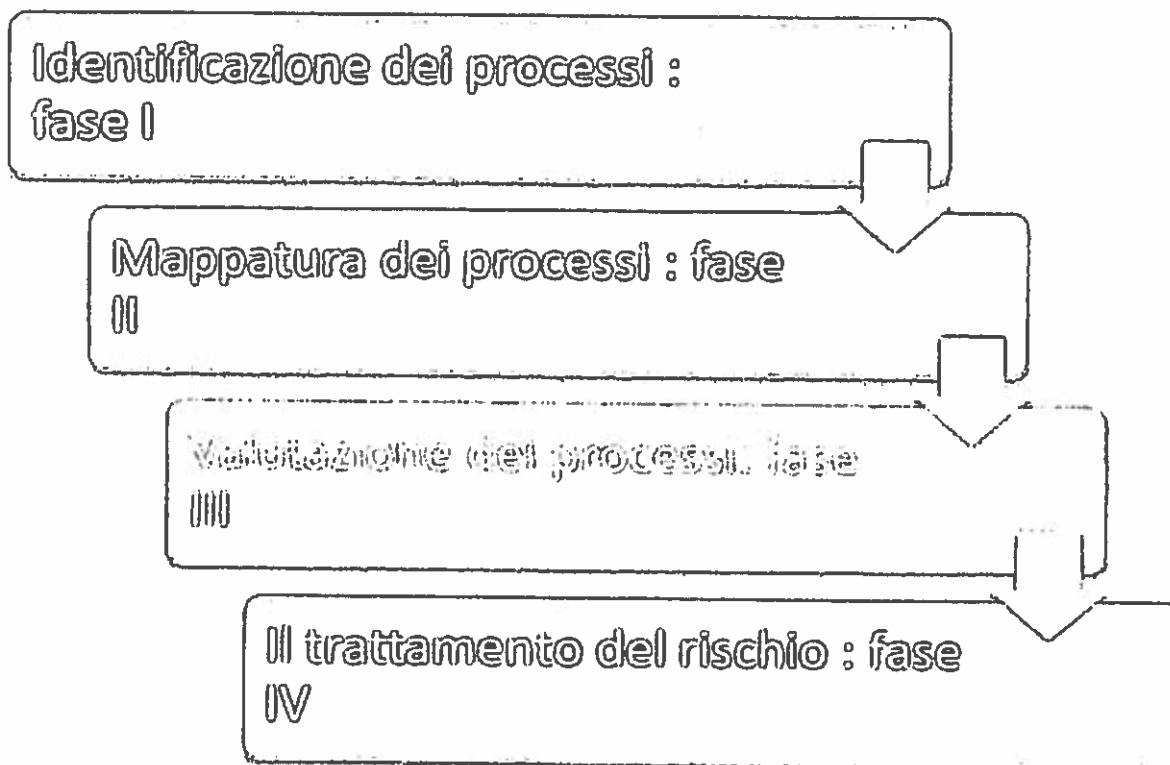 Identificazione dei processi :
fase I
Mappatura dei processi : fase
II
Valutazione dei processi: fase
III
Il trattamento del rischio : fase
IV